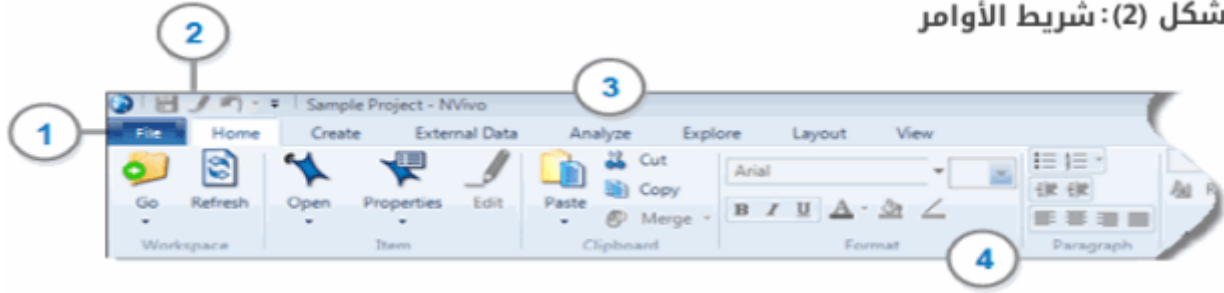 شكل (2): شريط الأوامر
2
3
Sample Project - NVivo
1
File Home Create External Data Analyze Explore Layout View
Cut
Arial
Copy
Go Refresh Open Properties Edit Paste
Merge
B I U A
Workspace Item Clipboard Format Paragraph
4